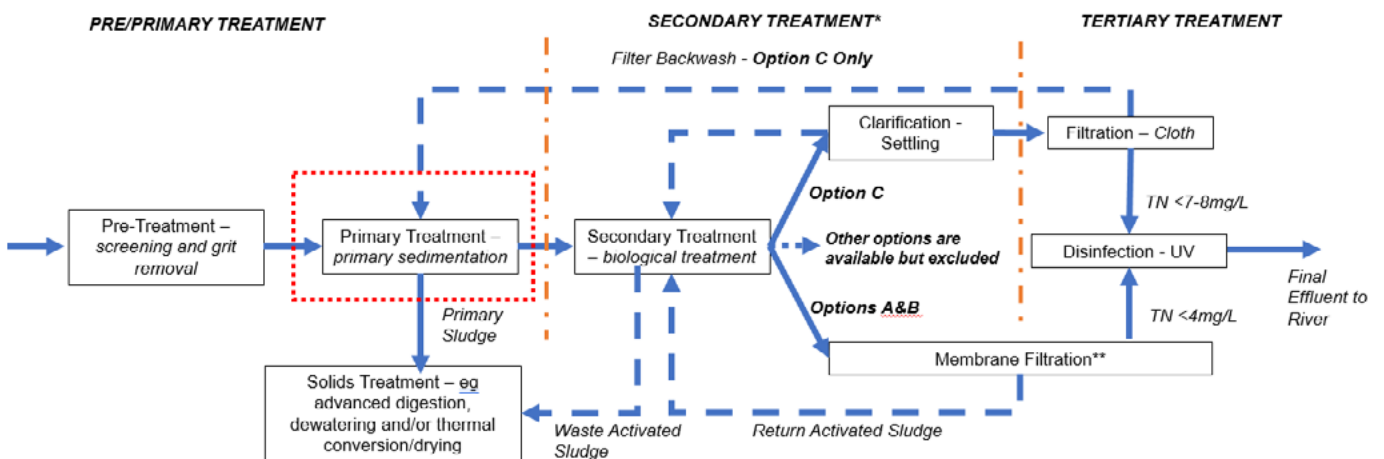 PRE/PRIMARY TREATMENT
SECONDARY TREATMENT*
TERTIARY TREATMENT
Filter Backwash - Option C Only
Clarification -
Settling
Filtration – Cloth
Option C
TN <7-8mg/L
Pre-Treatment –
screening and grit
removal
Primary Treatment –
primary sedimentation
Secondary Treatment
– biological treatment
Other options are
available but excluded
Disinfection - UV
Final
Effluent to
River
Options A&B
TN <4mg/L
Primary
Sludge
Membrane Filtration**
Solids Treatment – eg
advanced digestion,
dewatering and/or thermal
conversion/drying
Waste Activated
Sludge
Return Activated Sludge